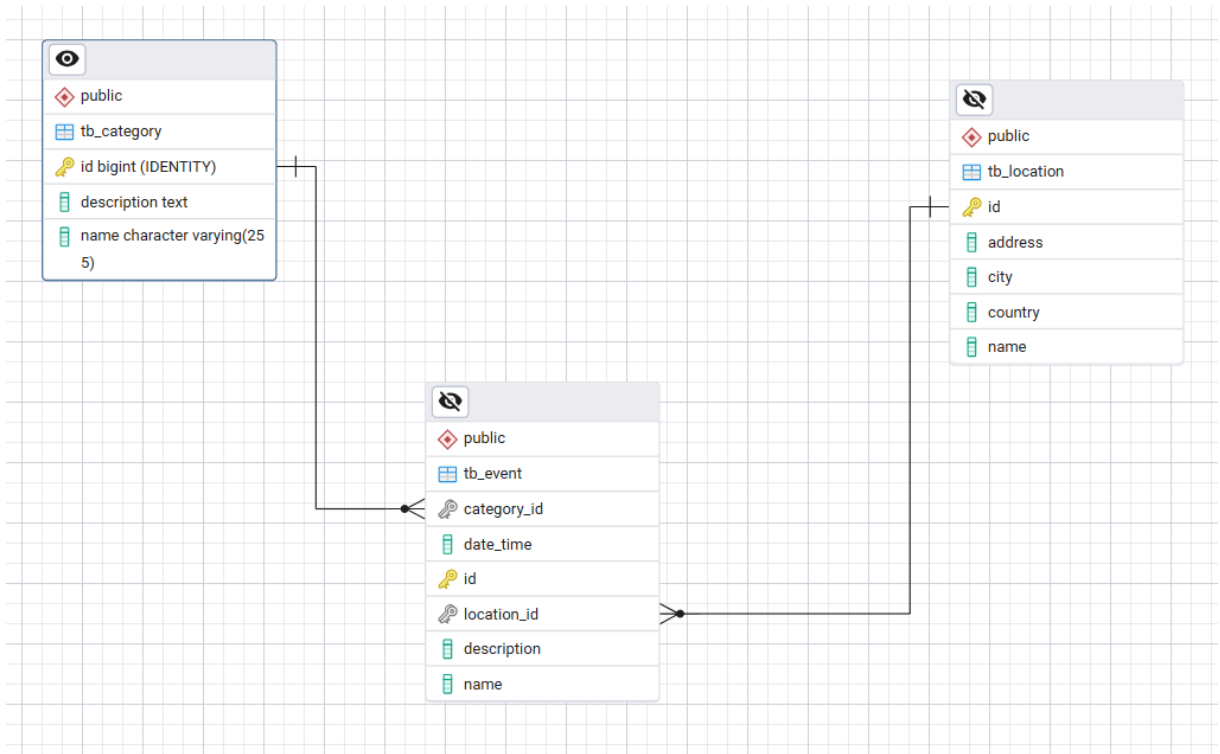 public
tb_category
id bigint (IDENTITY)
description text
name character varying(25
5)
public
tb_location
id
address
city
country
name
public
tb_event
category_id
date_time
id
location_id
description
name